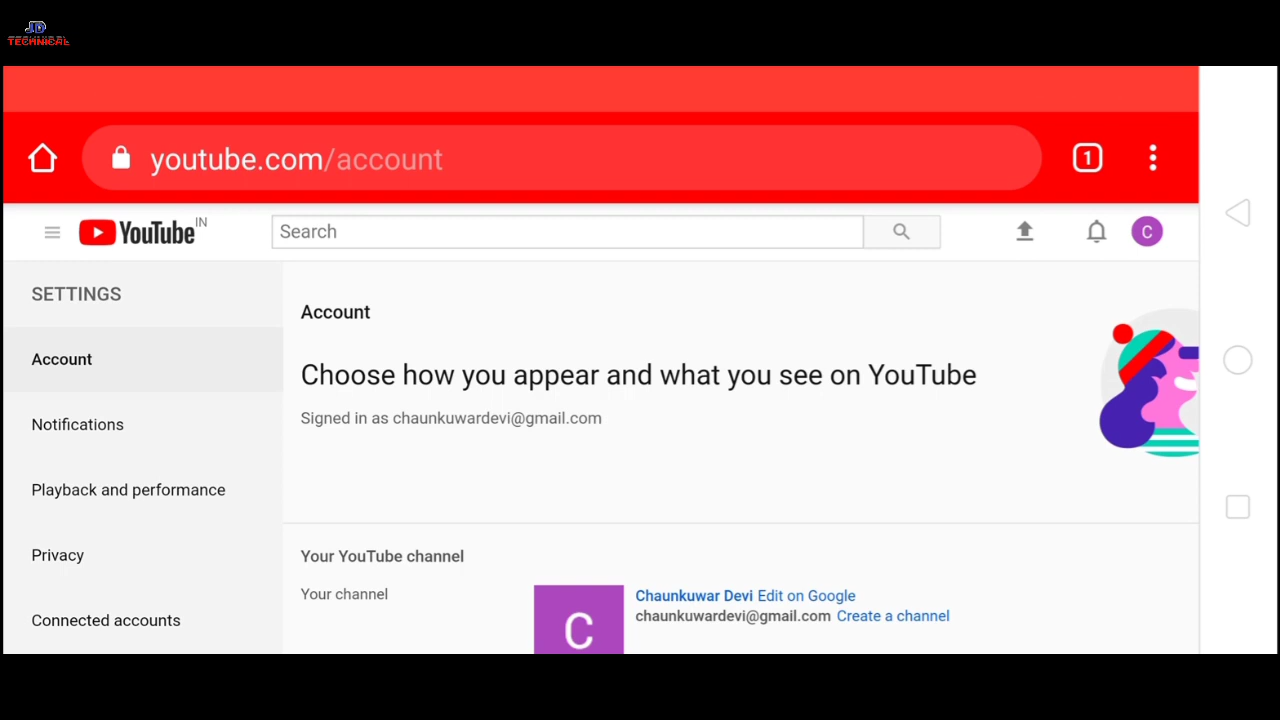 JD
TECHNICAL
youtube.com/account
1
YouTube IN
Search
C
SETTINGS
Account
Account
Choose how you appear and what you see on YouTube
Signed in as chaunkuwardevi@gmail.com
Notifications
Playback and performance
Privacy
Your YouTube channel
Your channel
Chaunkuwar Devi Edit on Google
chaunkuwardevi@gmail.com Create a channel
C
Connected accounts